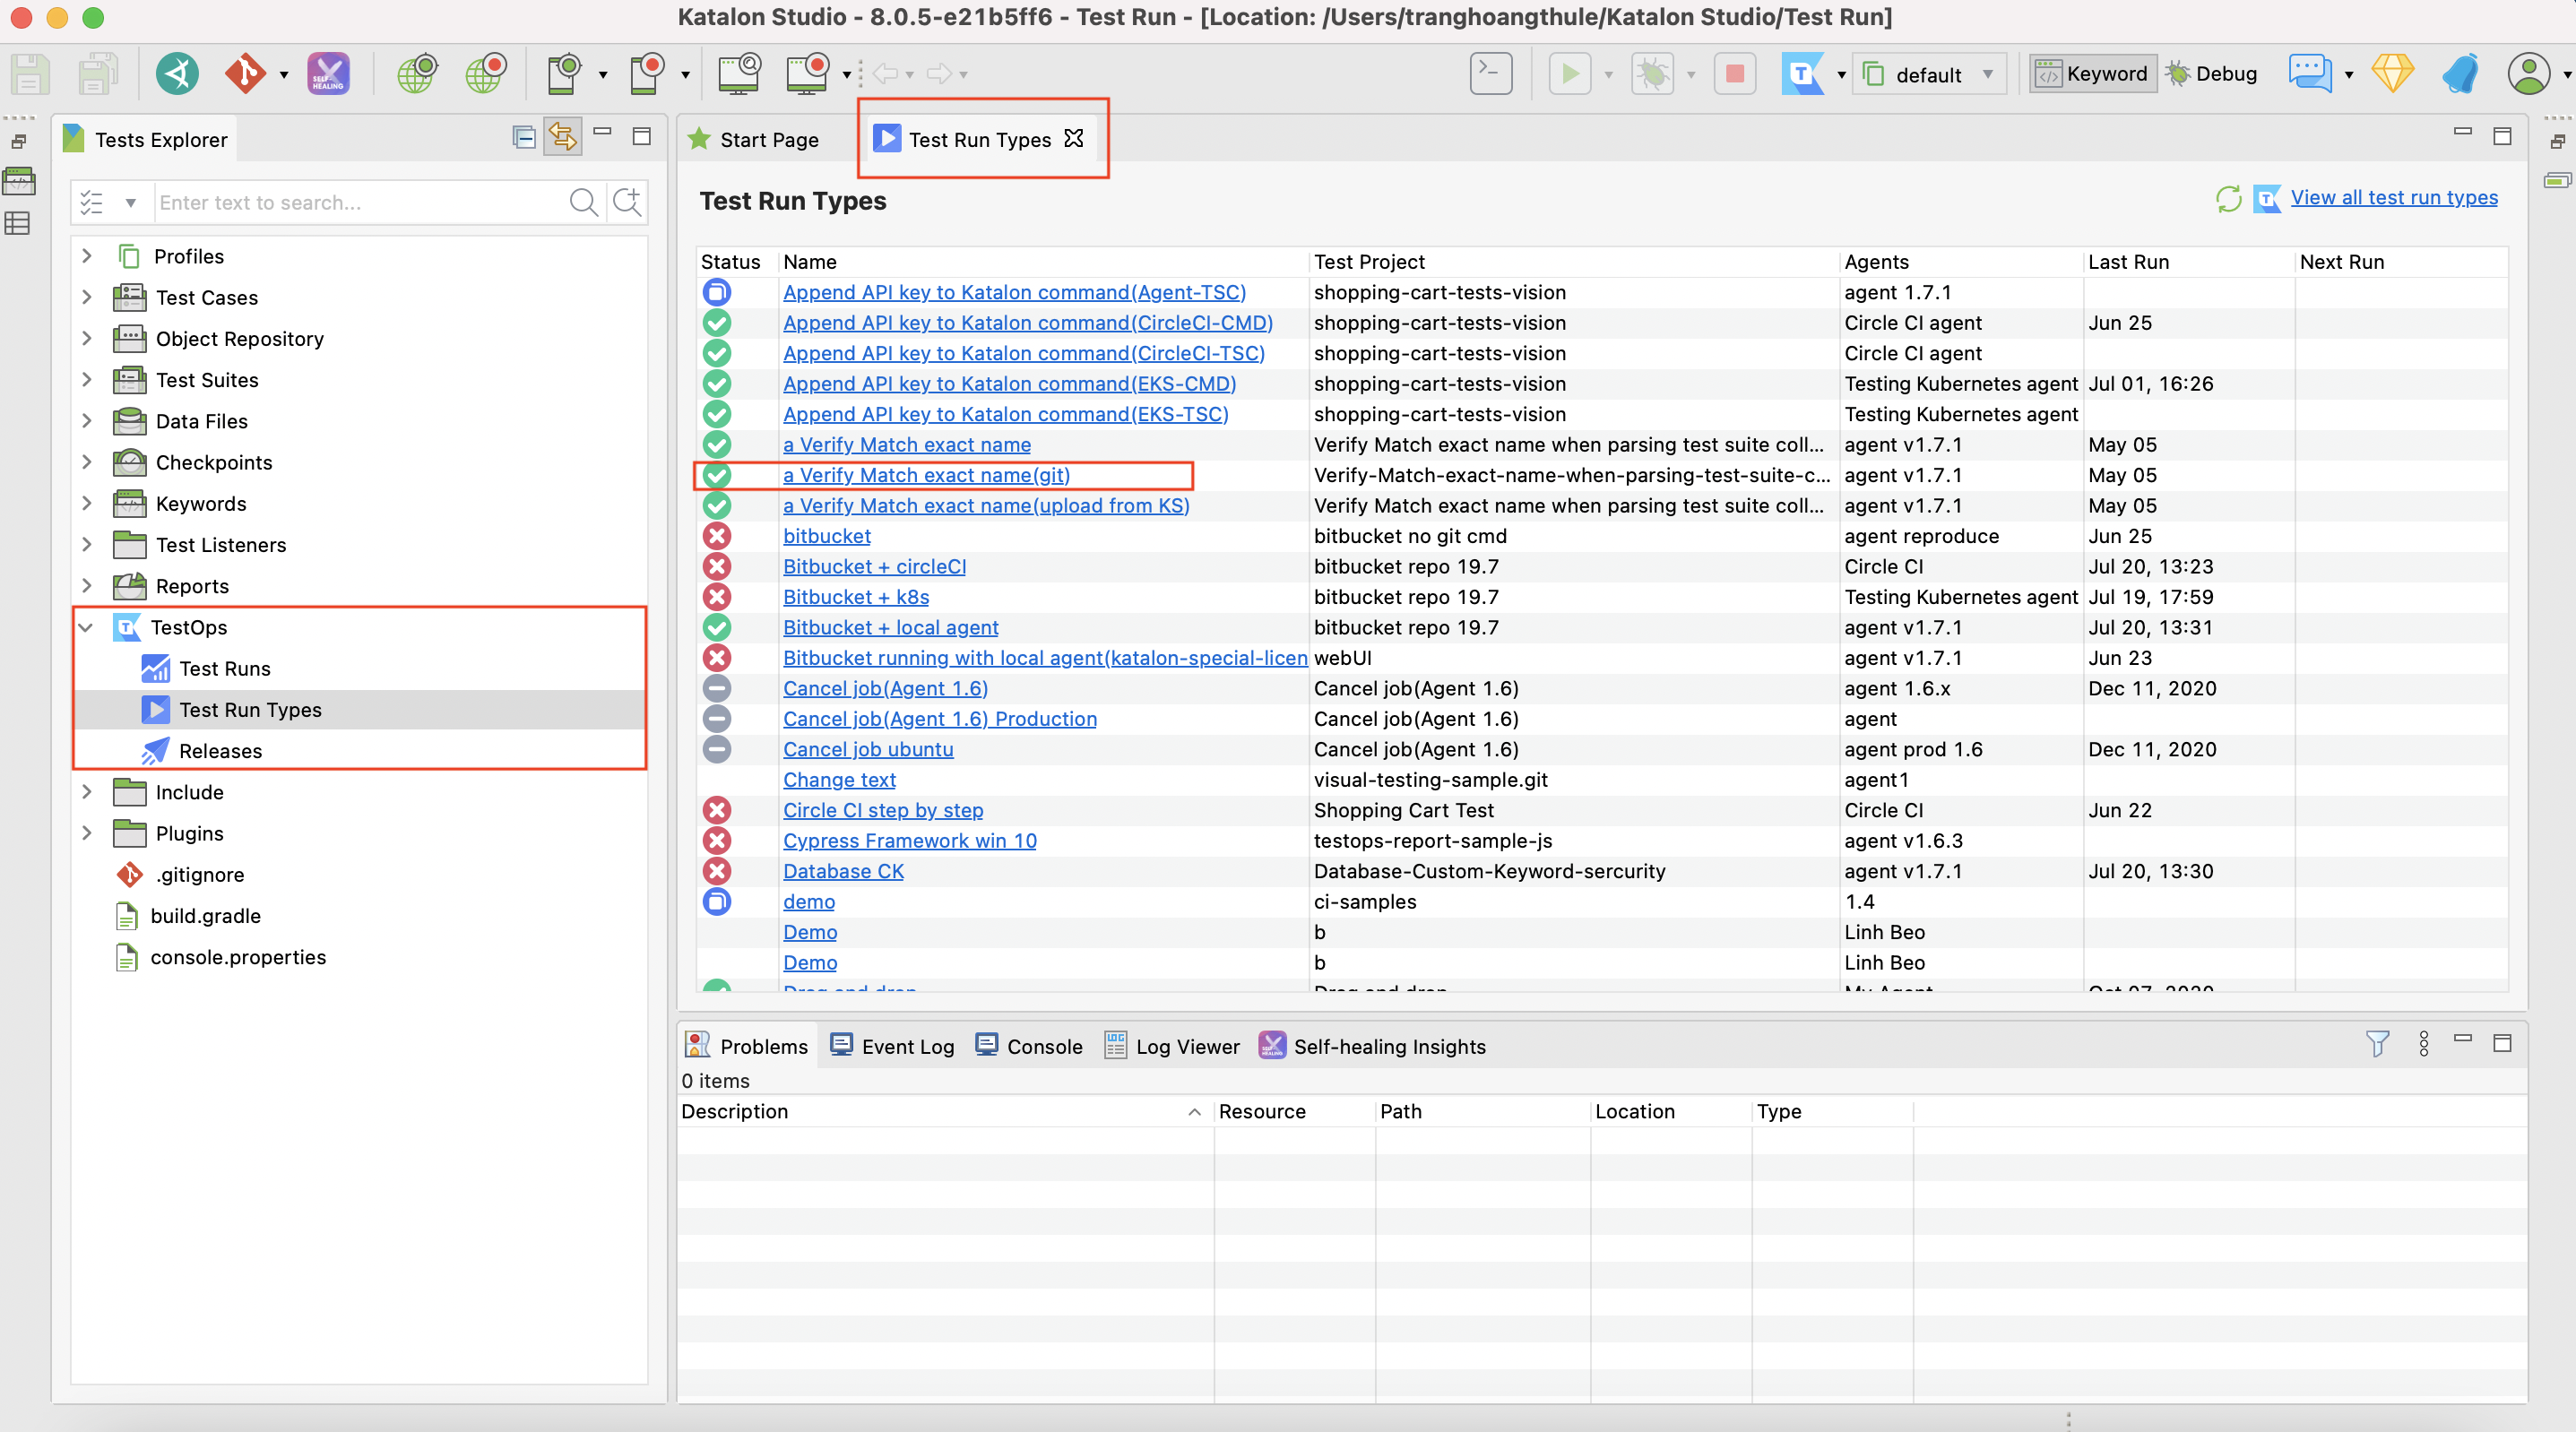 Katalon Studio - 8.0.5-e21b5ff6 - Test Run - [Location: /Users/tranghoangthule/Katalon Studio/Test Run]
SELF-HEALING
default
Keyword
Debug
Tests Explorer
Enter text to search...
Profiles
Test Cases
Object Repository
Test Suites
Data Files
Checkpoints
Keywords
Test Listeners
Reports
TestOps
Test Runs
Test Run Types
Releases
Include
Plugins
.gitignore
build.gradle
console.properties
Start Page
Test Run Types
Test Run Types
View all test run types
Status Name Test Project Agents Last Run Next Run
Append API key to Katalon command(Agent-TSC) shopping-cart-tests-vision agent 1.7.1
Append API key to Katalon command(CircleCI-CMD) shopping-cart-tests-vision Circle CI agent Jun 25
Append API key to Katalon command(CircleCI-TSC) shopping-cart-tests-vision Circle CI agent
Append API key to Katalon command(EKS-CMD) shopping-cart-tests-vision Testing Kubernetes agent Jul 01, 16:26
Append API key to Katalon command(EKS-TSC) shopping-cart-tests-vision Testing Kubernetes agent
a Verify Match exact name Verify Match exact name when parsing test suite coll... agent v1.7.1 May 05
a Verify Match exact name(git) Verify-Match-exact-name-when-parsing-test-suite-c... agent v1.7.1 May 05
a Verify Match exact name(upload from KS) Verify Match exact name when parsing test suite coll... agent v1.7.1 May 05
bitbucket bitbucket no git cmd agent reproduce Jun 25
Bitbucket + circleCI bitbucket repo 19.7 Circle CI Jul 20, 13:23
Bitbucket + k8s bitbucket repo 19.7 Testing Kubernetes agent Jul 19, 17:59
Bitbucket + local agent bitbucket repo 19.7 agent v1.7.1 Jul 20, 13:31
Bitbucket running with local agent(katalon-special-licen webUI agent v1.7.1 Jun 23
Cancel job(Agent 1.6) Cancel job(Agent 1.6) agent 1.6.x Dec 11, 2020
Cancel job(Agent 1.6) Production Cancel job(Agent 1.6) agent
Cancel job ubuntu Cancel job(Agent 1.6) agent prod 1.6 Dec 11, 2020
Change text visual-testing-sample.git agent1
Circle CI step by step Shopping Cart Test Circle CI Jun 22
Cypress Framework win 10 testops-report-sample-js agent v1.6.3
Database CK Database-Custom-Keyword-sercurity agent v1.7.1 Jul 20, 13:30
demo ci-samples 1.4
Demo b Linh Beo
Demo b Linh Beo
Drag and drop Drag and drop My Agent Oct 07, 2020
Problems Event Log Console Log Viewer Self-healing Insights
0 items
Description Resource Path Location Type